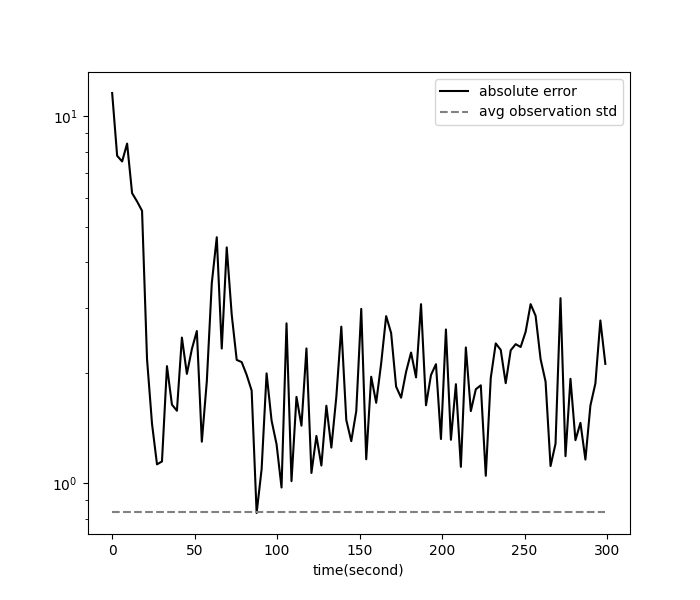 absolute error
avg observation std
10¹
10⁰
0 50 100 150 200 250 300
time(second)